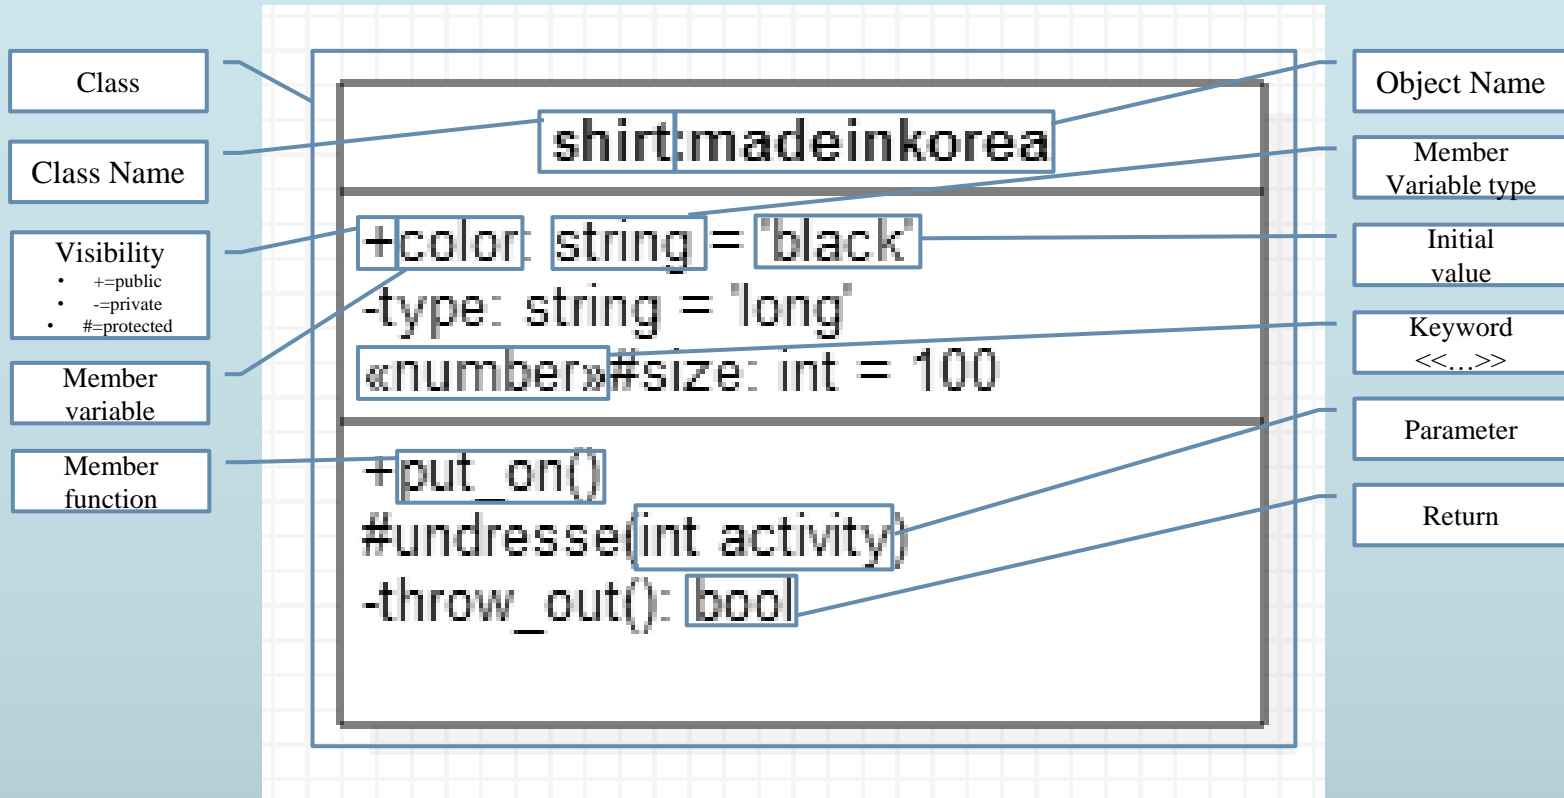 Class
Class Name
Visibility
• +=public
• -=private
• #=protected
Member
variable
Member
function
shirt:madeinkorea
+color: string = 'black'
-type: string = 'long'
«number»#size: int = 100
+put_on()
#undresse(int activity)
-throw_out(): bool
Object Name
Member
Variable type
Initial
value
Keyword
<<…>>
Parameter
Return